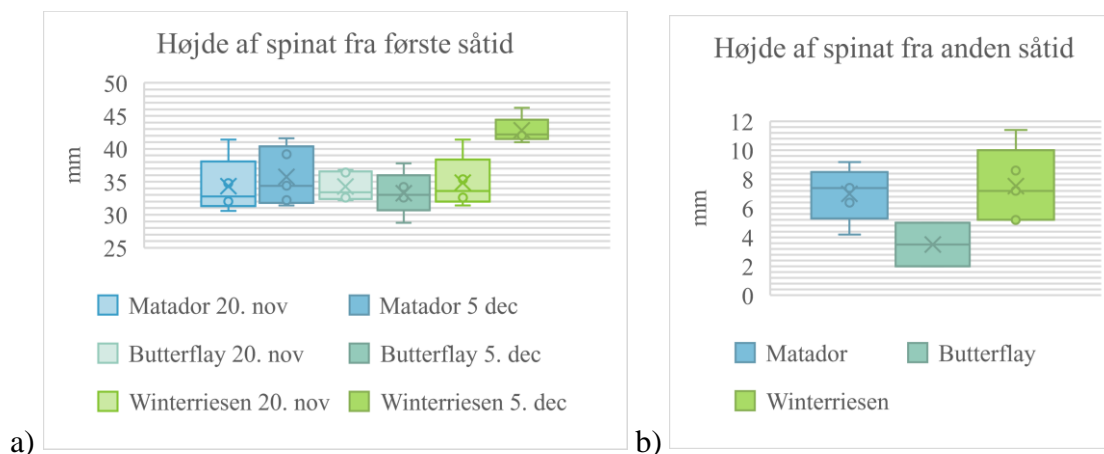 Højde af spinat fra første såtid
50
45
40
35
30
25
mm
Matador 20. nov
Matador 5 dec
Butterflay 20. nov
Butterflay 5. dec
Winterriesen 20. nov
Winterriesen 5. dec
a)
Højde af spinat fra anden såtid
12
10
8
6
4
2
0
mm
Matador
Butterflay
Winterriesen
b)